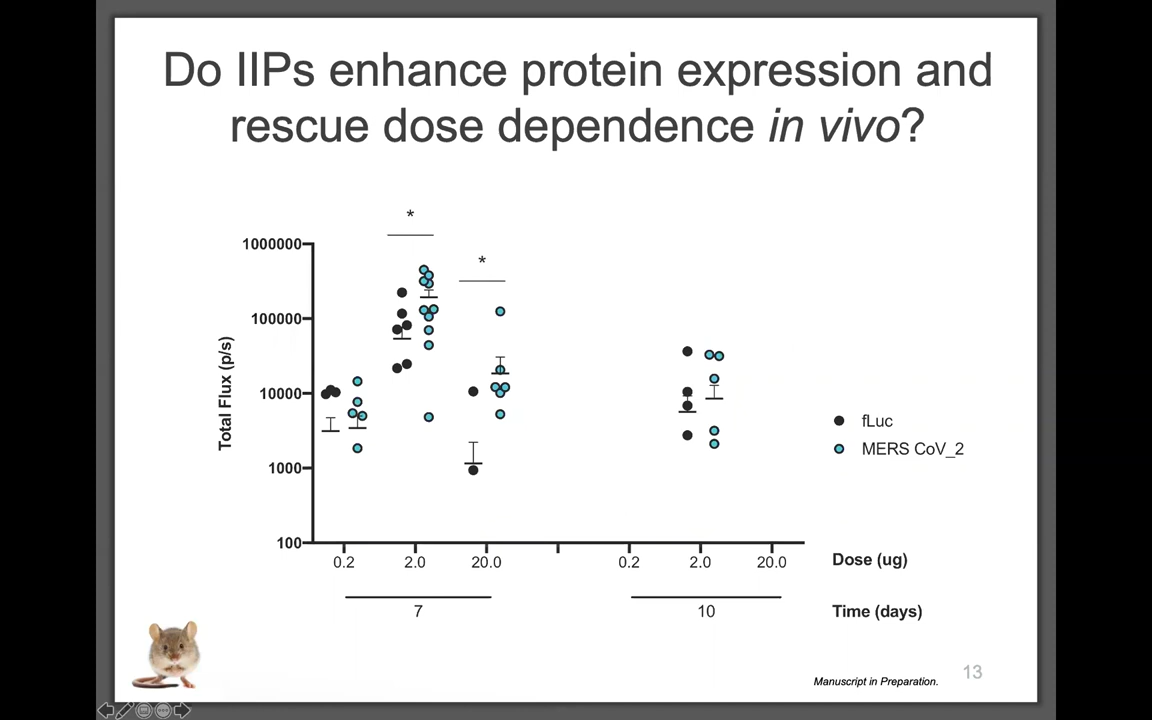 Do IIPs enhance protein expression and
rescue dose dependence in vivo?
*
*
1000000
100000
10000
1000
100
Total Flux (p/s)
fLuc
MERS CoV_2
0.2 2.0 20.0 0.2 2.0 20.0 Dose (ug)
7 10 Time (days)
Manuscript in Preparation.
13